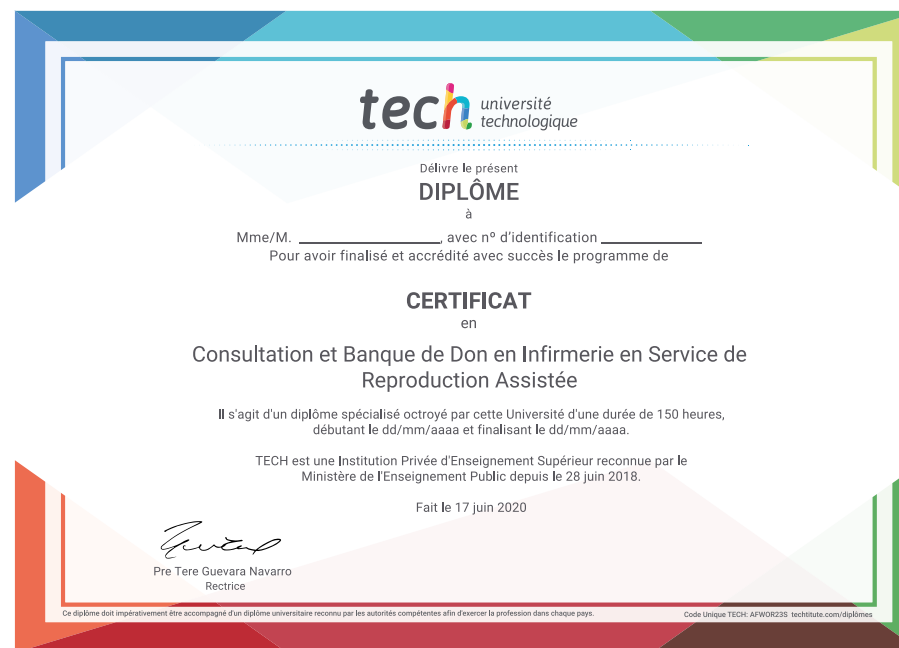 tech université
technologique
Délivre le présent
DIPLÔME
à
Mme/M. ____________________, avec nº d'identification ______________
Pour avoir finalisé et accrédité avec succès le programme de
CERTIFICAT
en
Consultation et Banque de Don en Infirmerie en Service de
Reproduction Assistée
Il s'agit d'un diplôme spécialisé octroyé par cette Université d'une durée de 150 heures,
débutant le dd/mm/aaaa et finalisant le dd/mm/aaaa.
TECH est une Institution Privée d'Enseignement Supérieur reconnue par le
Ministère de l'Enseignement Public depuis le 28 juin 2018.
Fait le 17 juin 2020
Pre Tere Guevara Navarro
Rectrice
Ce diplôme doit impérativement être accompagné d'un diplôme universitaire reconnu par les autorités compétentes afin d'exercer la profession dans chaque pays.
Code Unique TECH: AFWOR23S techtitute.com/diplômes